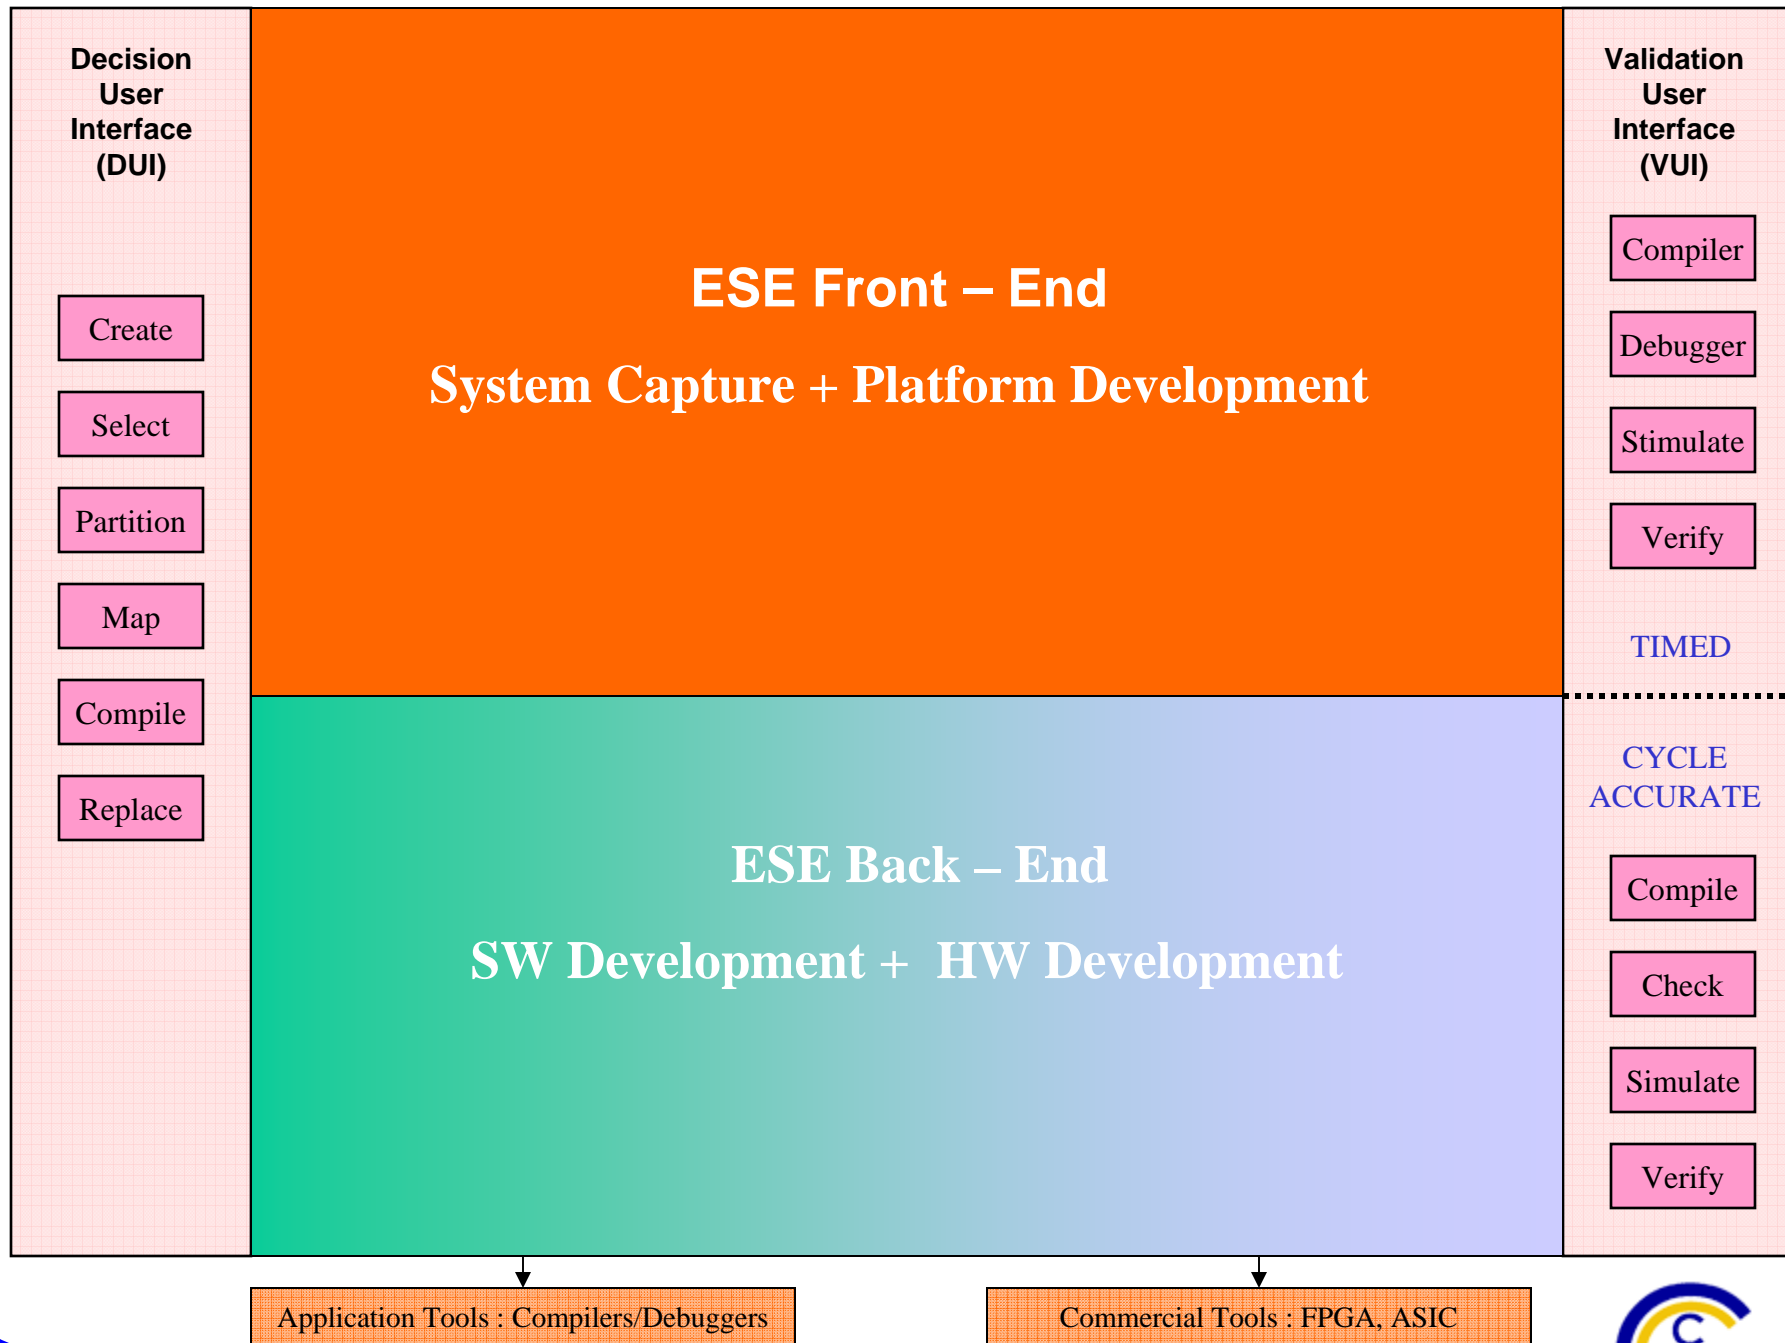 Decision
User
Interface
(DUI)
Create
Select
Partition
Map
Compile
Replace
ESE Front – End
System Capture + Platform Development
ESE Back – End
SW Development + HW Development
Validation
User
Interface
(VUI)
Compiler
Debugger
Stimulate
Verify
TIMED
CYCLE
ACCURATE
Compile
Check
Simulate
Verify
Application Tools : Compilers/Debuggers
Commercial Tools : FPGA, ASIC
C